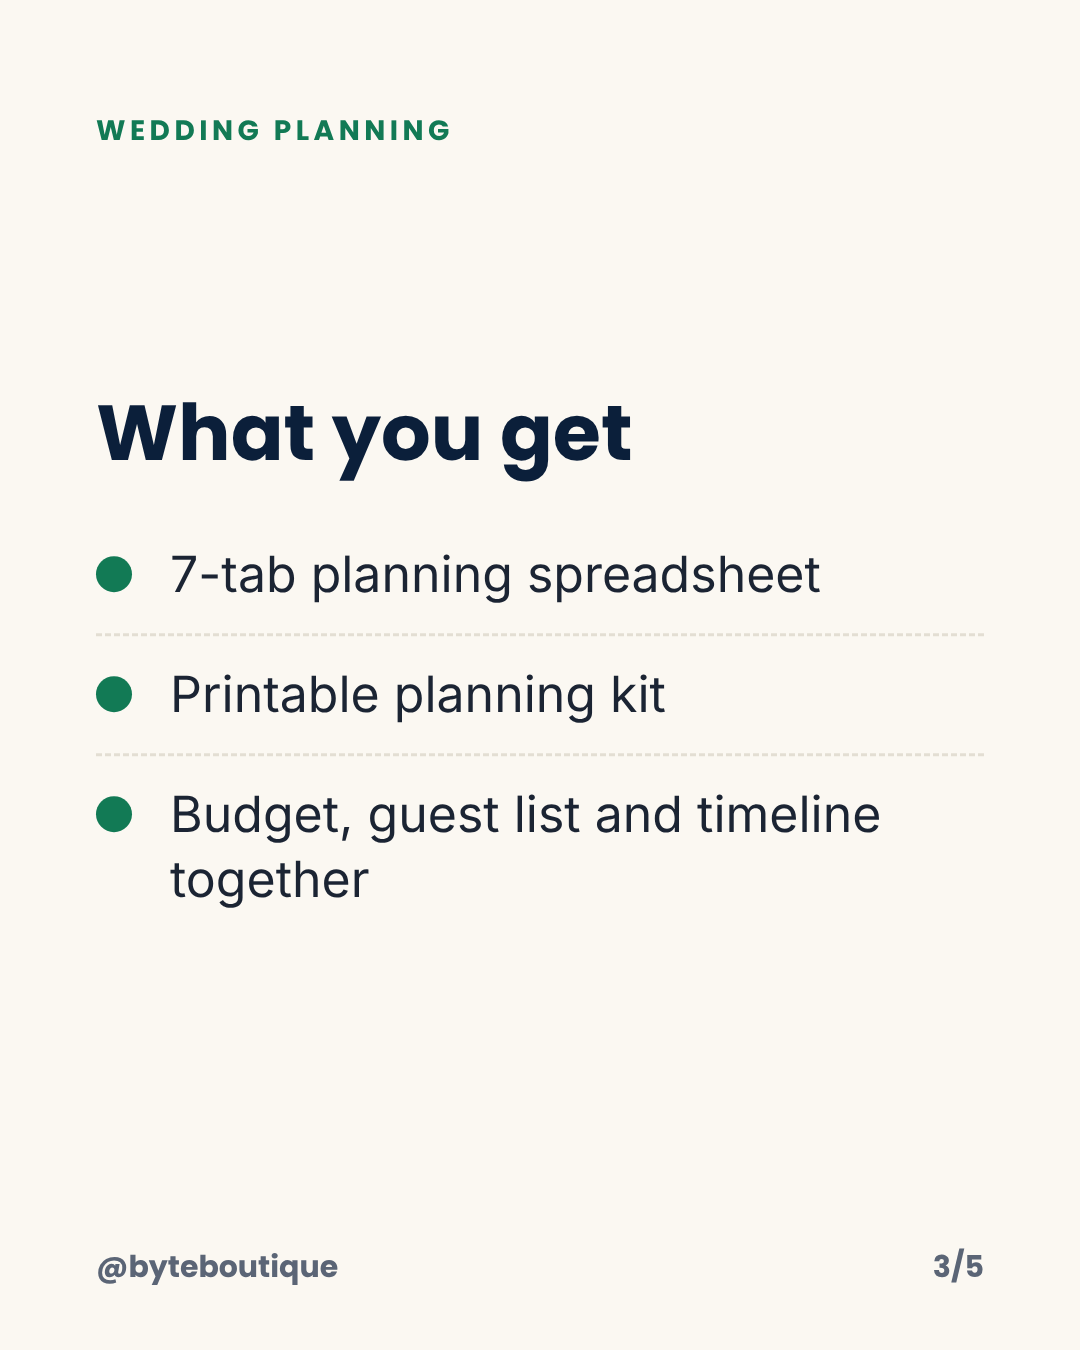 WEDDING PLANNING
What you get
7-tab planning spreadsheet
Printable planning kit
Budget, guest list and timeline
together
@byteboutique
3/5